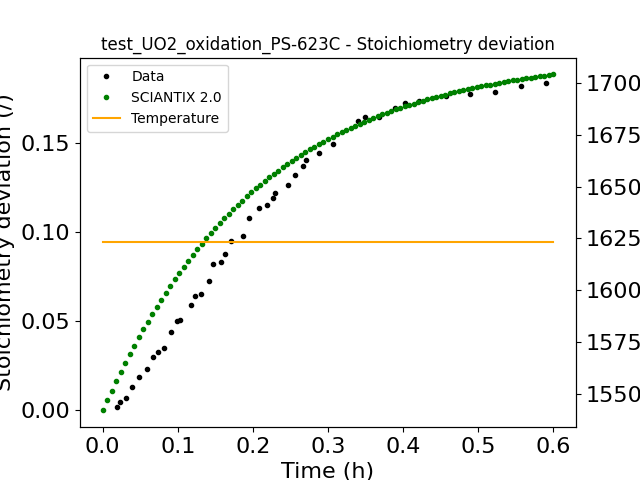 test_UO2_oxidation_PS-623C - Stoichiometry deviation
Data
SCIANTIX 2.0
Temperature
Stoichiometry deviation (/)
0.15
0.10
0.05
0.00
1700
1675
1650
1625
1600
1575
1550
0.0 0.1 0.2 0.3 0.4 0.5 0.6
Time (h)